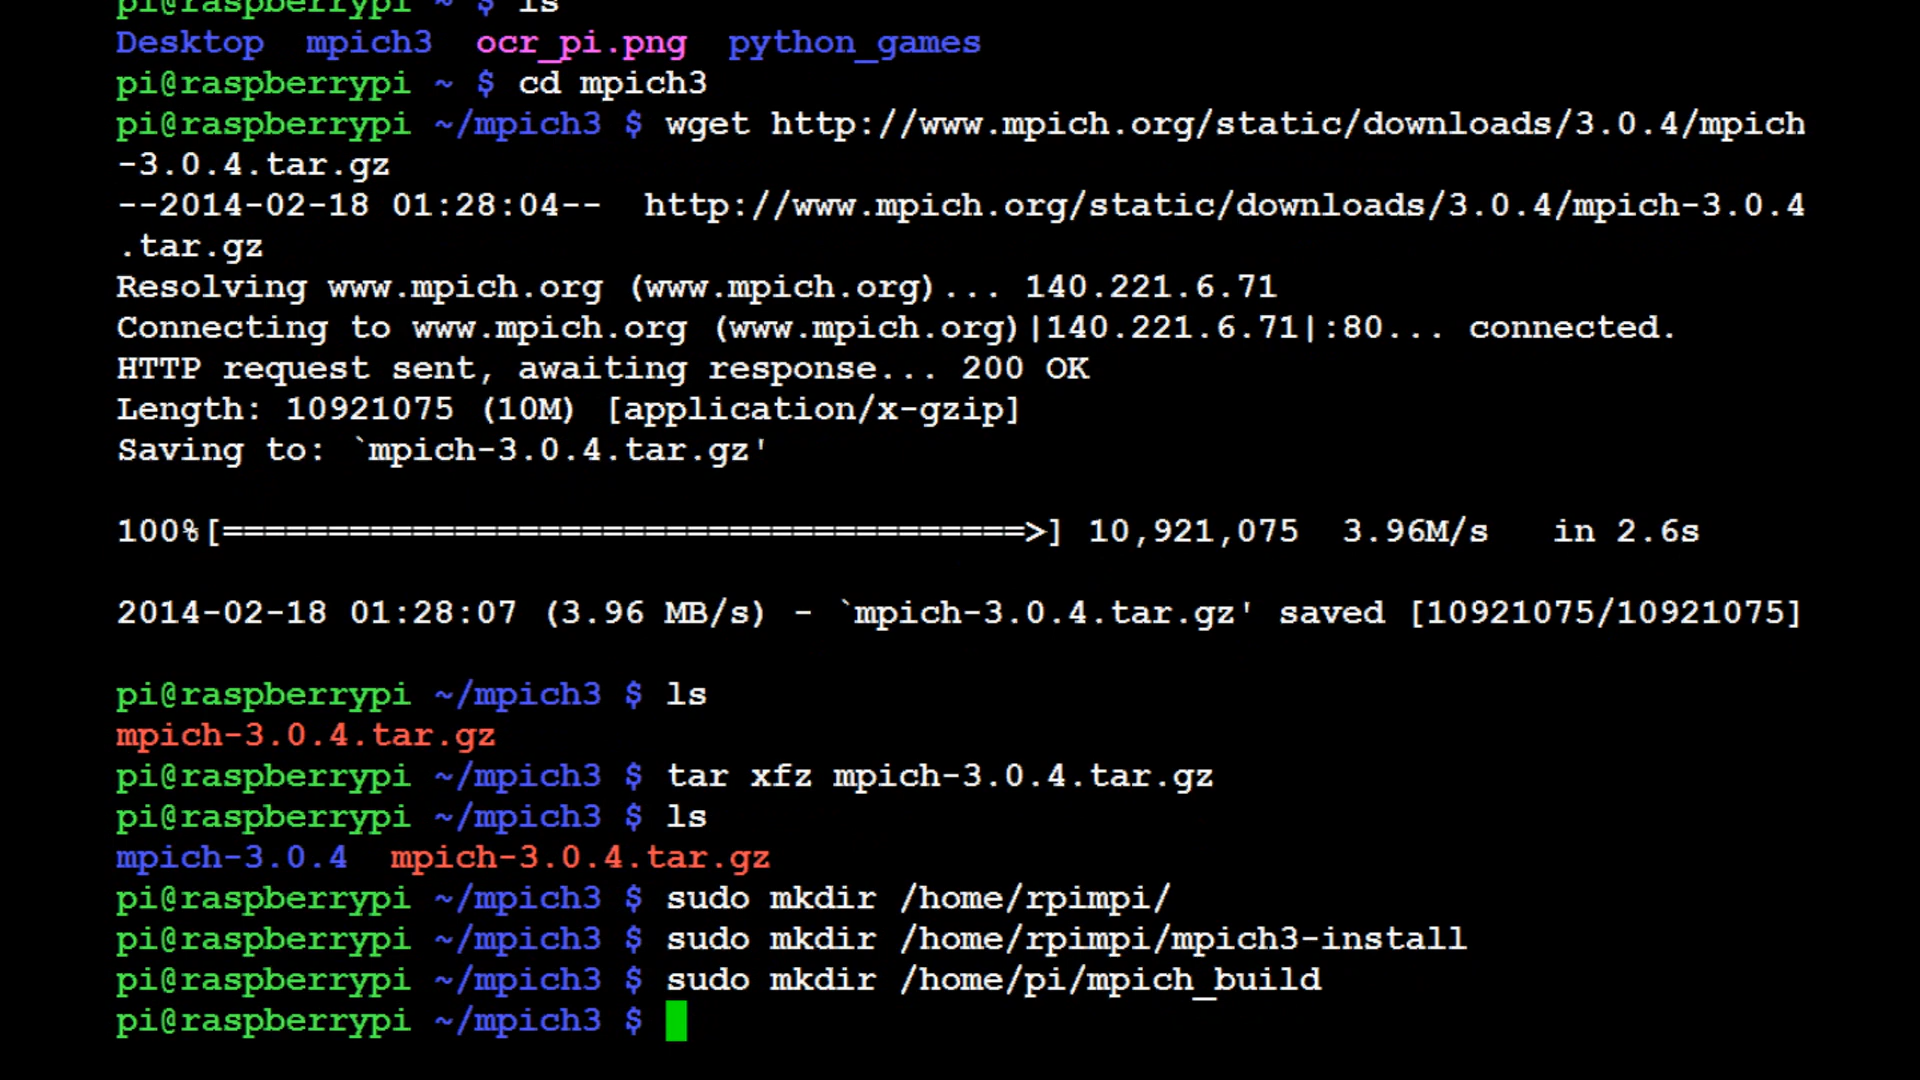 pi@raspberrypi ~ $ ls
Desktop  mpich3  ocr_pi.png  python_games
pi@raspberrypi ~ $ cd mpich3
pi@raspberrypi ~/mpich3 $ wget http://www.mpich.org/static/downloads/3.0.4/mpich
-3.0.4.tar.gz
--2014-02-18 01:28:04--  http://www.mpich.org/static/downloads/3.0.4/mpich-3.0.4
.tar.gz
Resolving www.mpich.org (www.mpich.org)... 140.221.6.71
Connecting to www.mpich.org (www.mpich.org)|140.221.6.71|:80... connected.
HTTP request sent, awaiting response... 200 OK
Length: 10921075 (10M) [application/x-gzip]
Saving to: `mpich-3.0.4.tar.gz'
100%[======================================>] 10,921,075  3.96M/s   in 2.6s
2014-02-18 01:28:07 (3.96 MB/s) - `mpich-3.0.4.tar.gz' saved [10921075/10921075]
pi@raspberrypi ~/mpich3 $ ls
mpich-3.0.4.tar.gz
pi@raspberrypi ~/mpich3 $ tar xfz mpich-3.0.4.tar.gz
pi@raspberrypi ~/mpich3 $ ls
mpich-3.0.4  mpich-3.0.4.tar.gz
pi@raspberrypi ~/mpich3 $ sudo mkdir /home/rpimpi/
pi@raspberrypi ~/mpich3 $ sudo mkdir /home/rpimpi/mpich3-install
pi@raspberrypi ~/mpich3 $ sudo mkdir /home/pi/mpich_build
pi@raspberrypi ~/mpich3 $